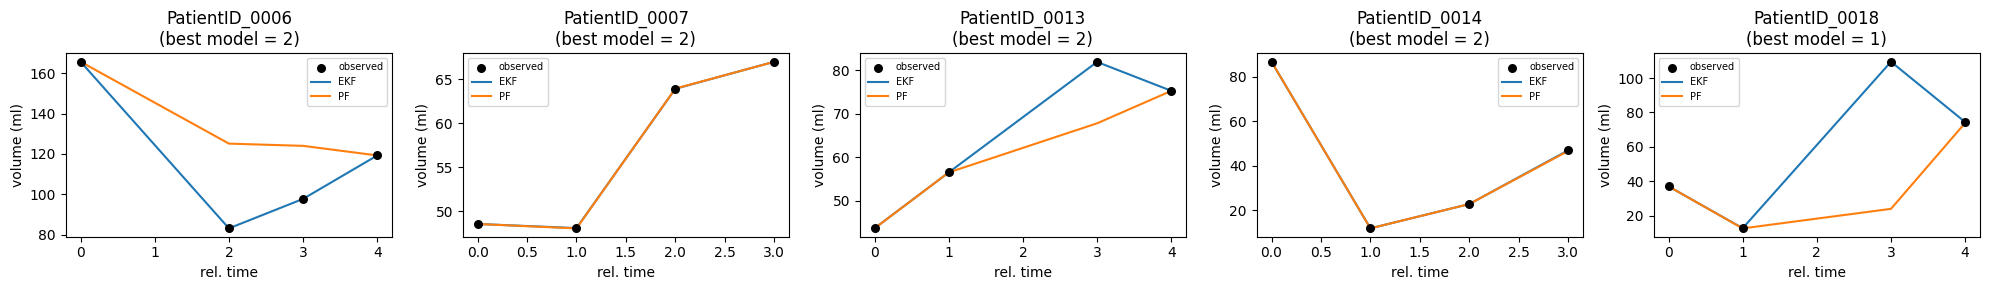 PatientID_0006
(best model = 2)
volume (ml)
160
140
120
100
80
observed
EKF
PF
0
1
2
3
4
rel. time
PatientID_0007
(best model = 2)
volume (ml)
65
60
55
50
observed
EKF
PF
0.0
0.5
1.0
1.5
2.0
2.5
3.0
rel. time
PatientID_0013
(best model = 2)
volume (ml)
80
70
60
50
observed
EKF
PF
0
1
2
3
4
rel. time
PatientID_0014
(best model = 2)
volume (ml)
80
60
40
20
observed
EKF
PF
0.0
0.5
1.0
1.5
2.0
2.5
3.0
rel. time
PatientID_0018
(best model = 1)
volume (ml)
100
80
60
40
20
observed
EKF
PF
0
1
2
3
4
rel. time